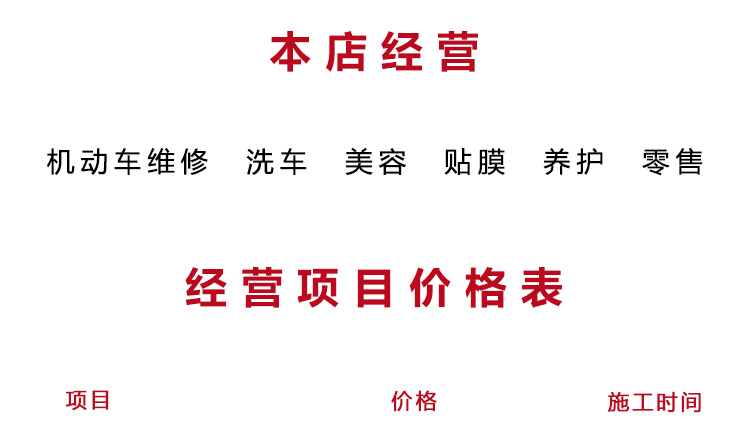 本店经营
机动车维修 洗车 美容 贴膜 养护 零售
经营项目价格表
项目 价格 施工时间